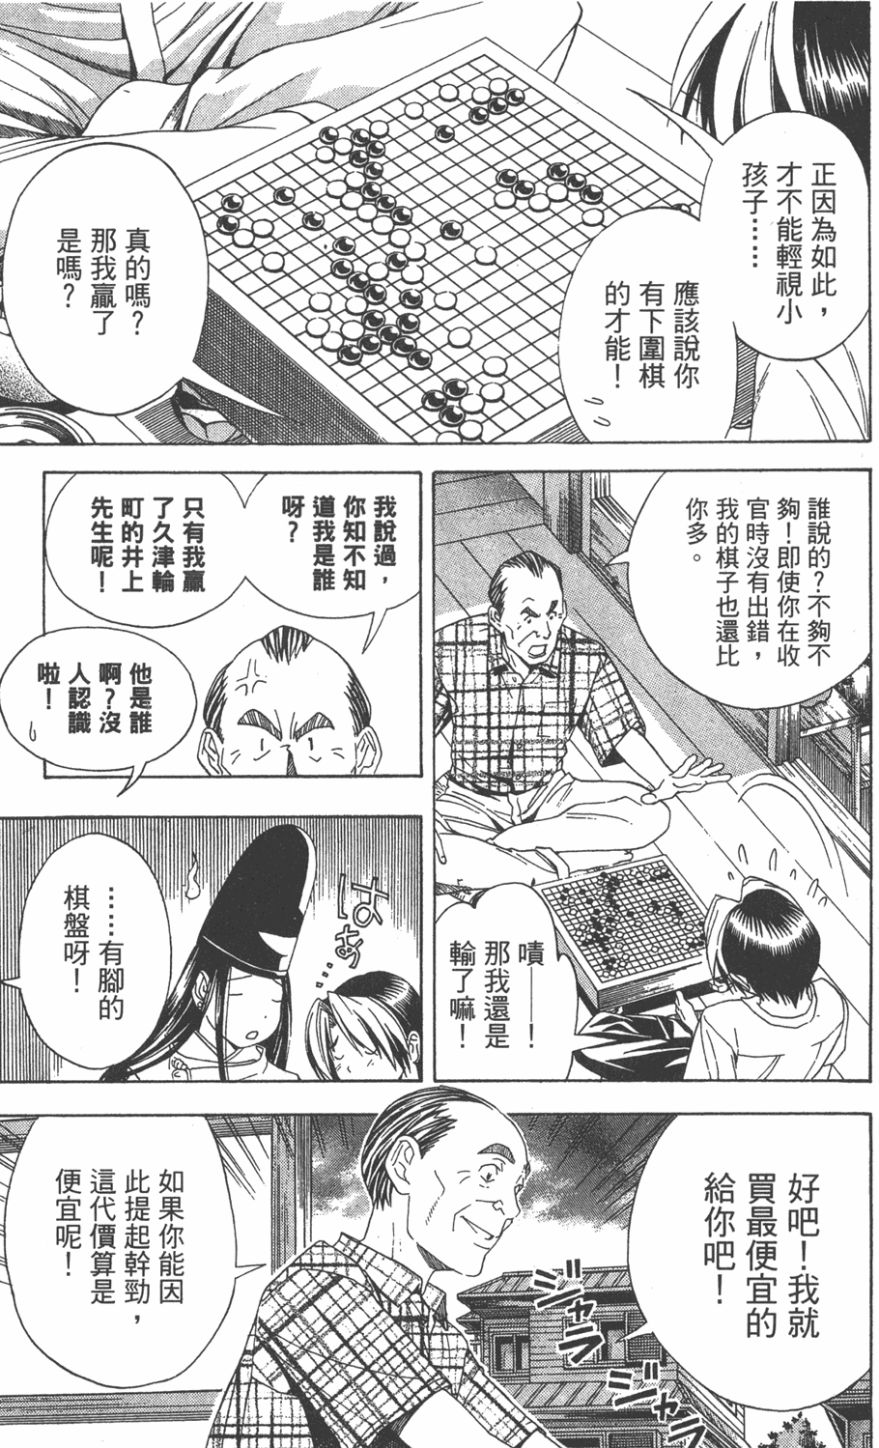 正因為如此，
才不能輕視小
孩子⋯⋯
應該說你
有下圍棋
的才能！
真的嗎？
那我贏了
是嗎？
誰說的？不夠不
夠！即使你在收
官時沒有出錯，
我的棋子也還比
你多。
嘖——！
那我還是
輸了嘛！
我說過，
你知不知
道我是誰
呀？
只有我贏
了久津輪
町的井上
先生呢！
他是誰
啊？沒
人認識
啦！
はぁ…
⋯⋯有腳的
棋盤呀！
好吧！我就
買最便宜的
給你吧！
ジャラ
ジャラ
如果你能因
此提起幹勁，
這代價算是
便宜呢！